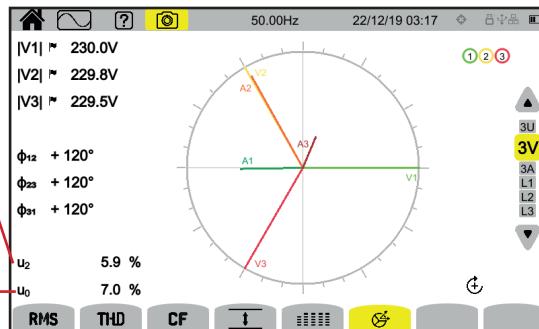 50.00Hz 22/12/19 03:17
|V1| 230.0V
|V2| 229.8V
|V3| 229.5V
ϕ12 + 120°
ϕ23 + 120°
ϕ31 + 120°
u2 5.9 %
u0 7.0 %
V2
A2
A3
A1
V1
V3
1 2 3
3U
3V
3A
L1
L2
L3
?
RMS THD CF